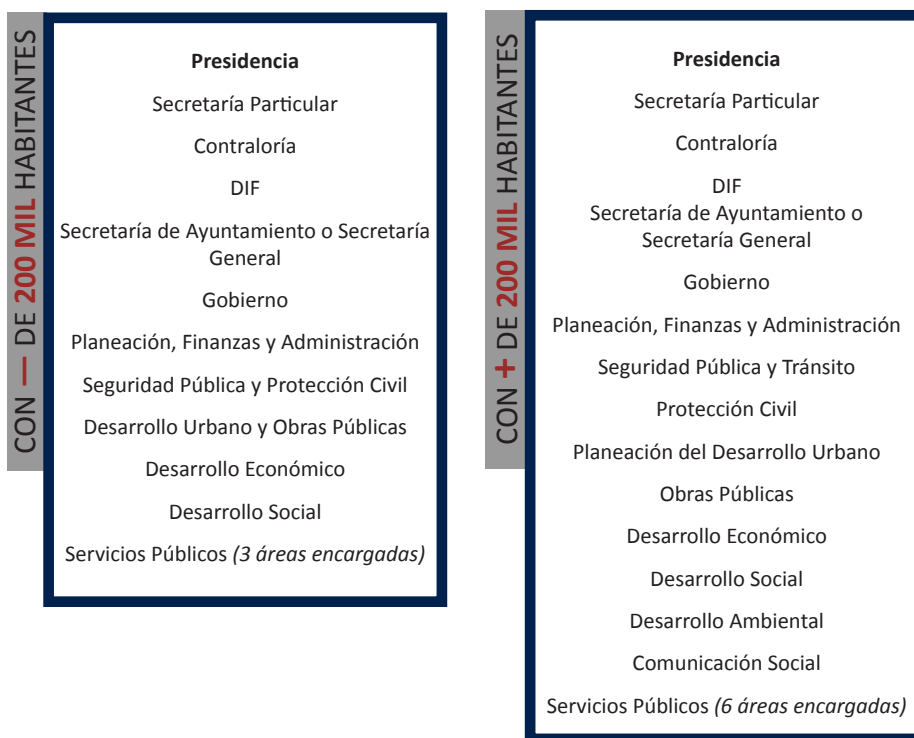 CON — DE 200 MIL HABITANTES
Presidencia
Secretaría Particular
Contraloría
DIF
Secretaría de Ayuntamiento o Secretaría
General
Gobierno
Planeación, Finanzas y Administración
Seguridad Pública y Protección Civil
Desarrollo Urbano y Obras Públicas
Desarrollo Económico
Desarrollo Social
Servicios Públicos (3 áreas encargadas)
CON + DE 200 MIL HABITANTES
Presidencia
Secretaría Particular
Contraloría
DIF
Secretaría de Ayuntamiento o
Secretaría General
Gobierno
Planeación, Finanzas y Administración
Seguridad Pública y Tránsito
Protección Civil
Planeación del Desarrollo Urbano
Obras Públicas
Desarrollo Económico
Desarrollo Social
Desarrollo Ambiental
Comunicación Social
Servicios Públicos (6 áreas encargadas)